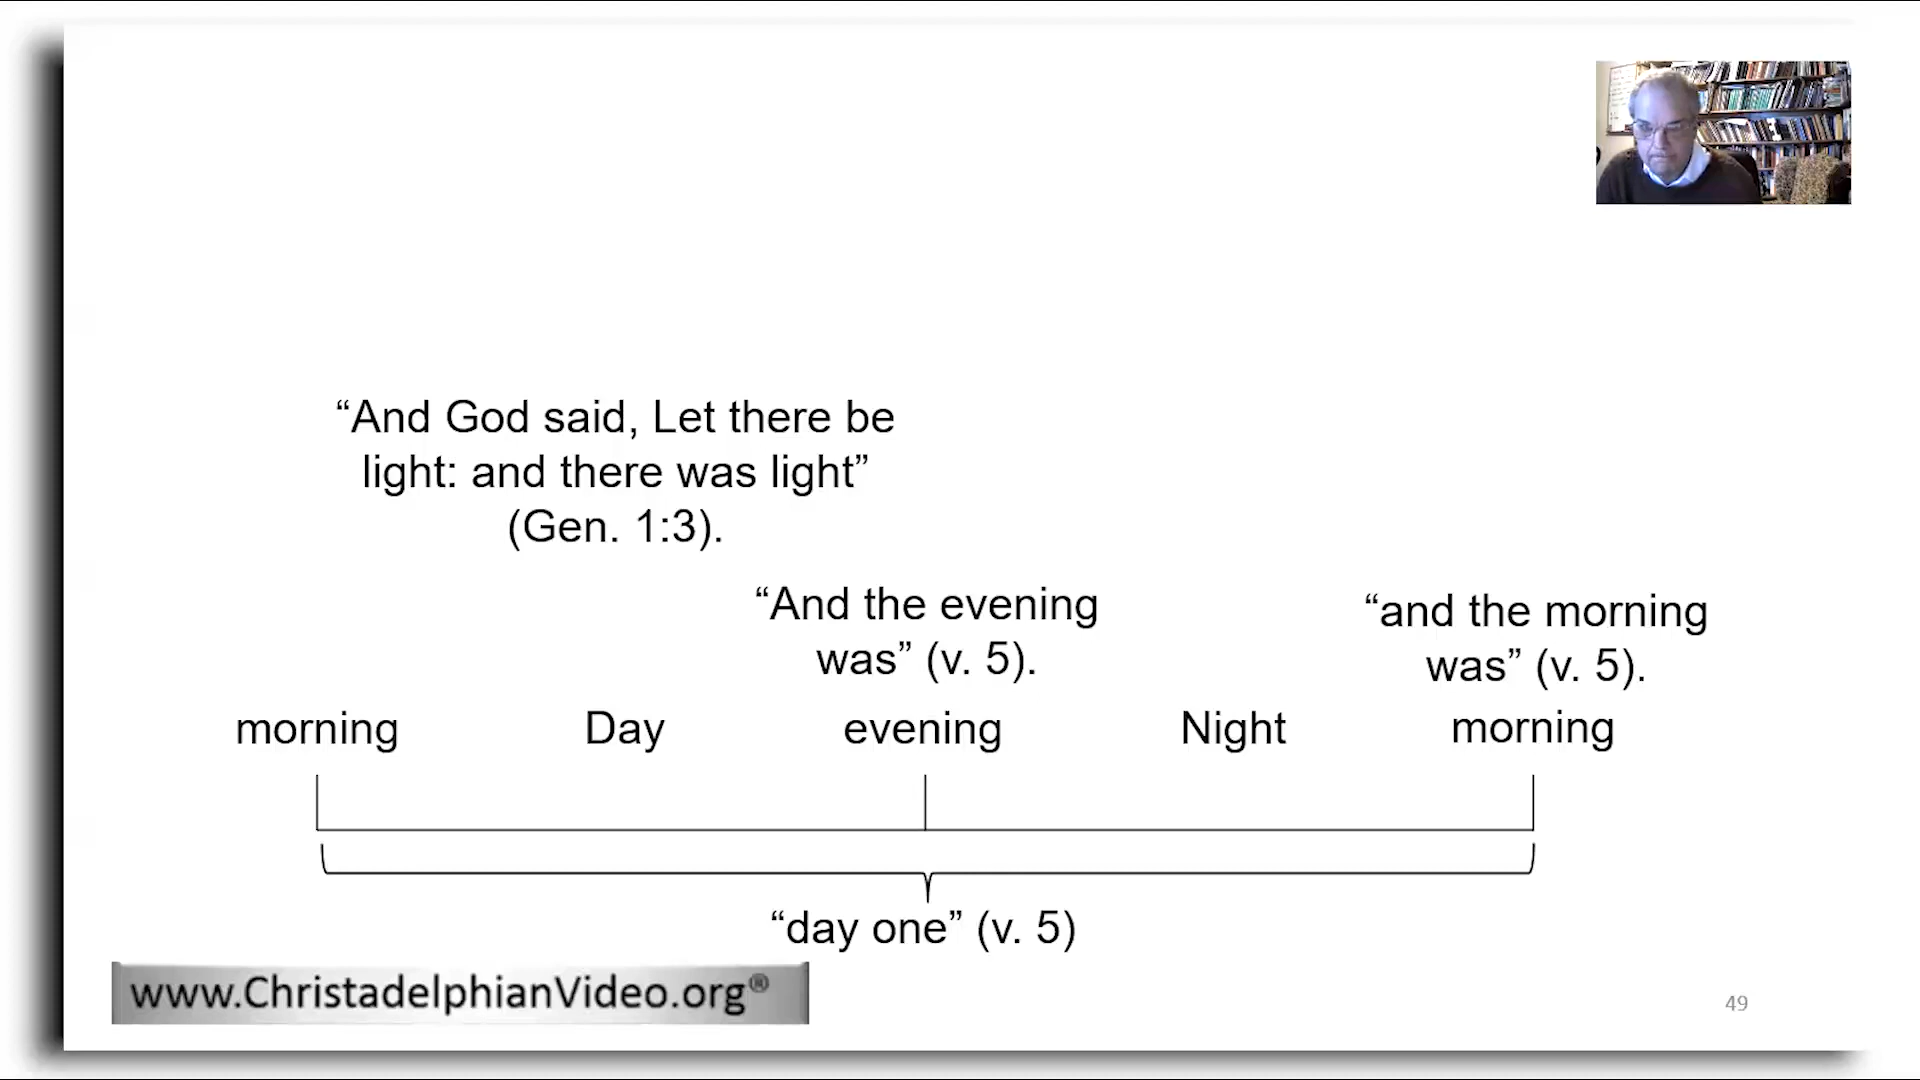 “And God said, Let there be
light: and there was light”
(Gen. 1:3).
“And the evening
was” (v. 5).
“and the morning
was” (v. 5).
morning Day evening Night morning
“day one” (v. 5)
www.ChristadelphianVideo.org®
49